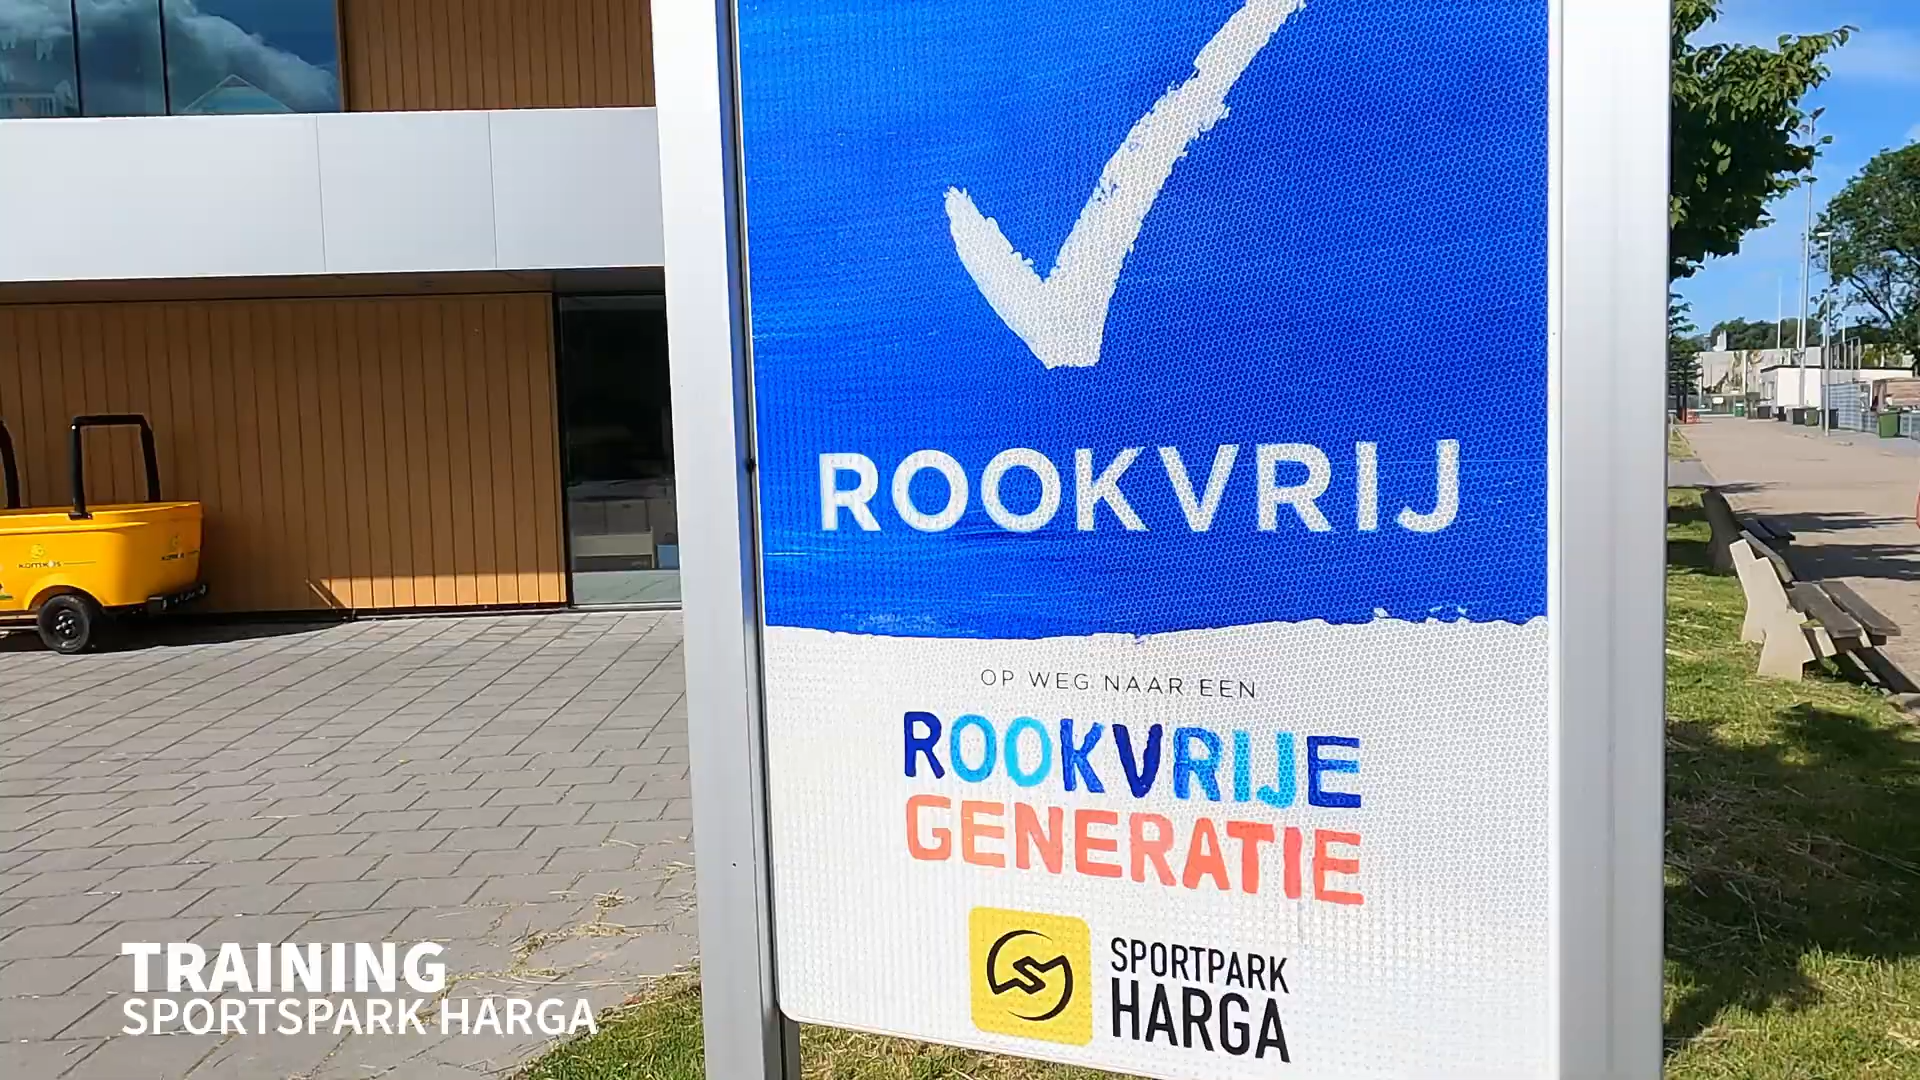 ROOKVRIJ
OP WEG NAAR EEN
ROOKVRIJE
GENERATIE
SPORTPARK
HARGA
TRAINING
SPORTSPARK HARGA